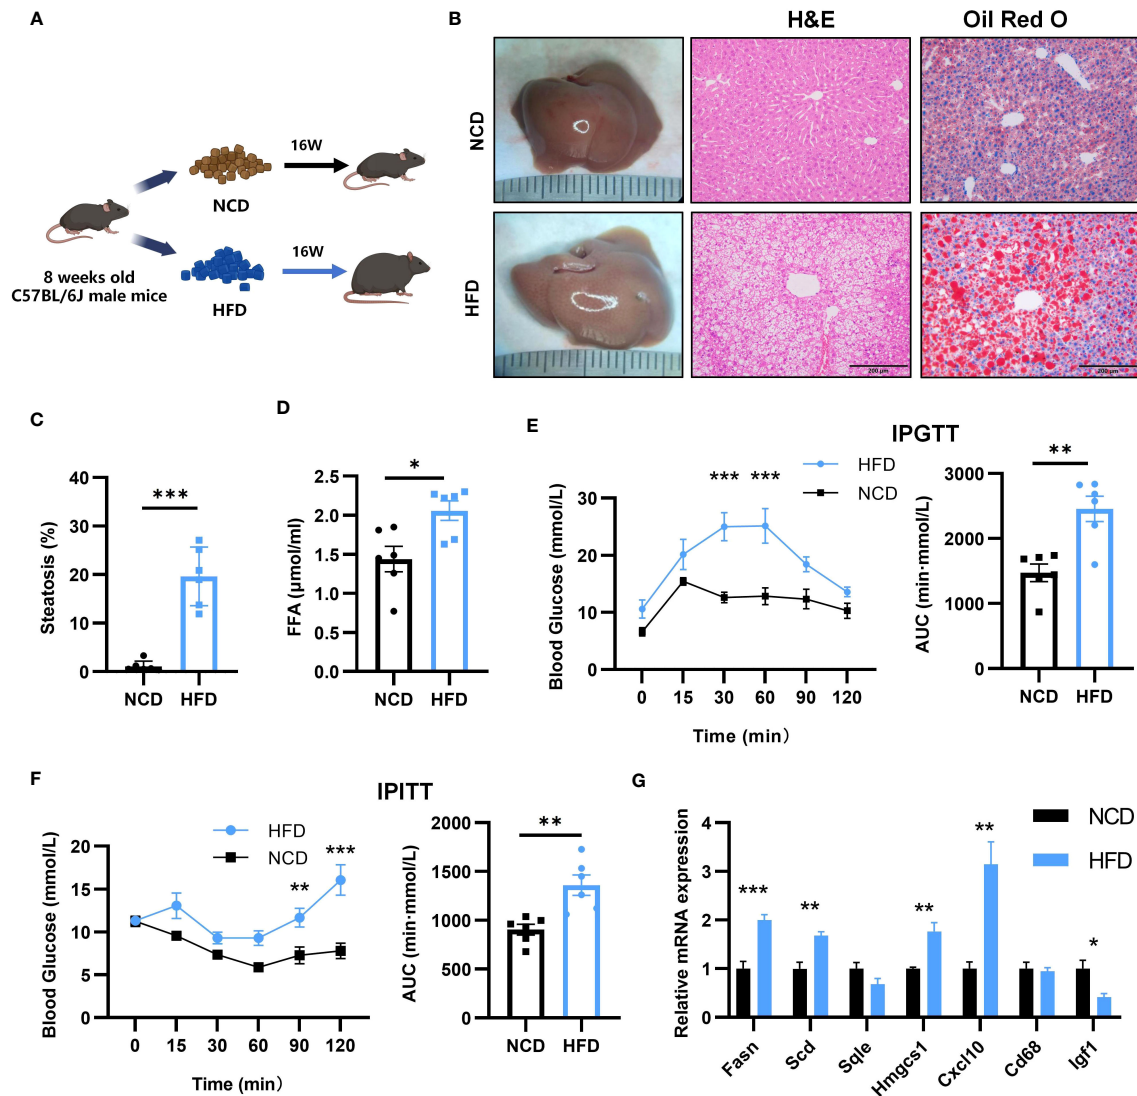 A
16W
NCD
8 weeks old
C57BL/6J male mice
16W
HFD
B
H&E
Oil Red O
NCD
HFD
200 μm
200 μm
C
Steatosis (%)
40
30
20
10
0
***
NCD
HFD
D
FFA (μmol/ml)
2.5
2.0
1.5
1.0
0.5
0.0
*
NCD
HFD
E
IPGTT
HFD
NCD
Blood Glucose (mmol/L)
30
20
10
0
***
***
0 15 30 60 90 120
Time (min）
AUC (min·mmol/L)
3000
2000
1000
0
**
NCD
HFD
F
IPITT
HFD
NCD
Blood Glucose (mmol/L)
20
15
10
5
0
**
***
0 15 30 60 90 120
Time (min）
AUC (min·mmol/L)
2000
1500
1000
500
0
**
NCD
HFD
G
NCD
HFD
Relative mRNA expression
4
3
2
1
0
***
**
**
**
*
Fasn
Scd
Sqle
Hmgcs1
Cxcl10
Cd68
Igf1